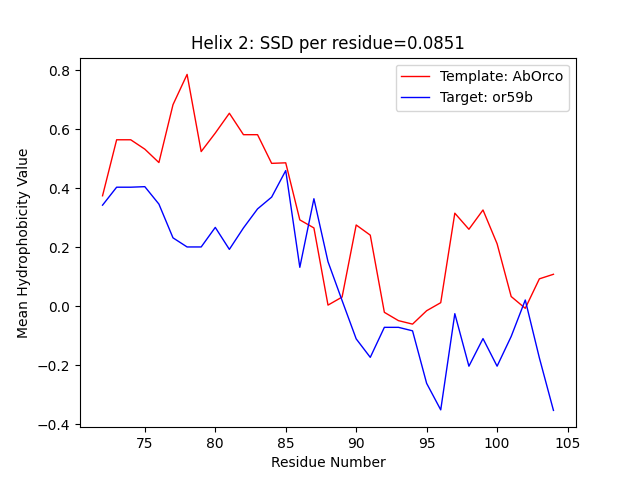 Helix 2: SSD per residue=0.0851
Template: AbOrco
Target: or59b
Mean Hydrophobicity Value
0.8
0.6
0.4
0.2
0.0
−0.2
−0.4
75 80 85 90 95 100 105
Residue Number